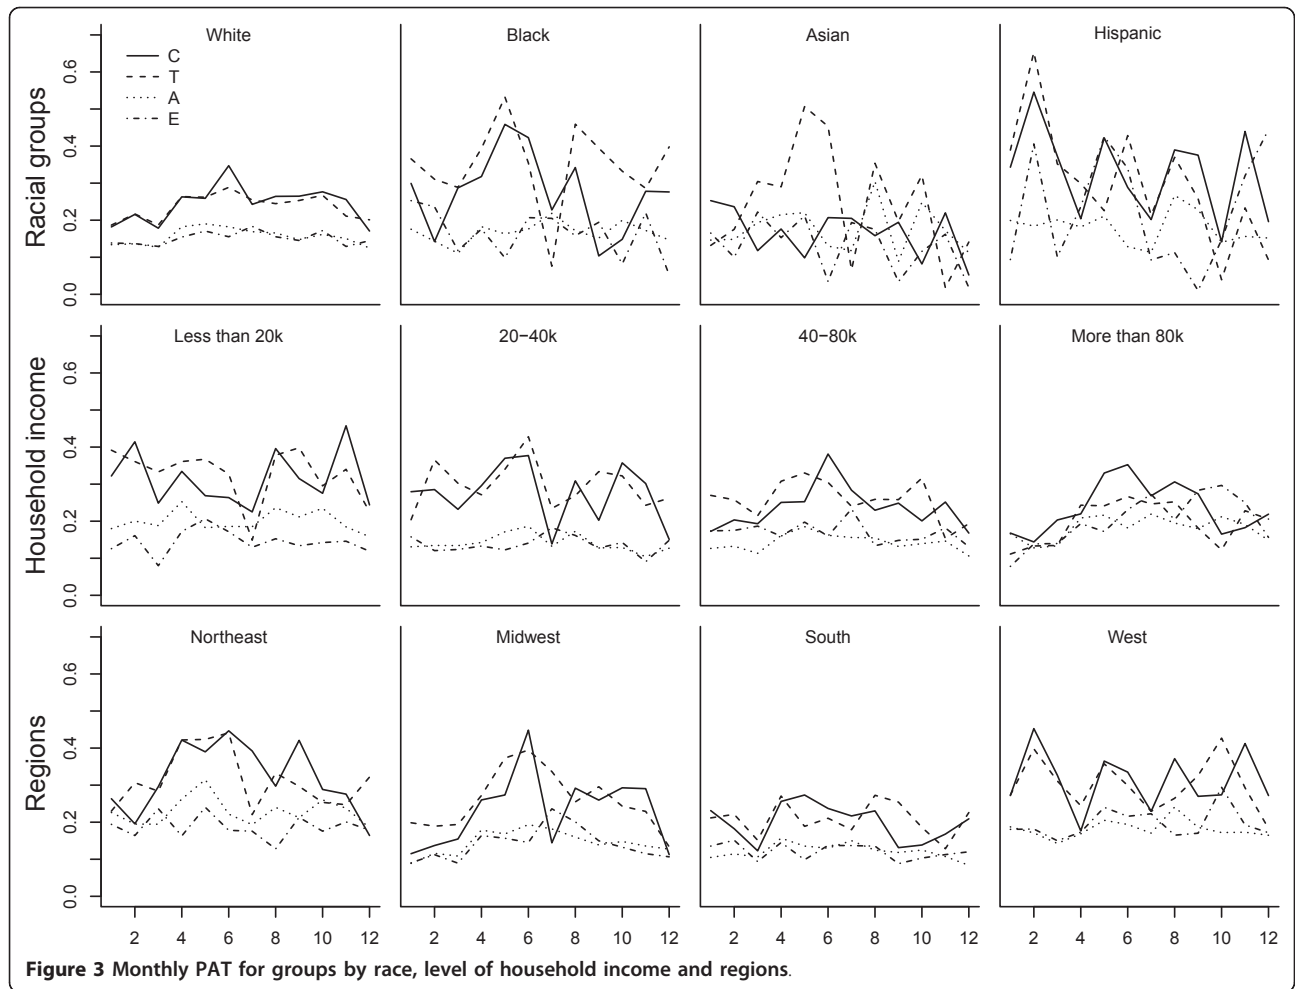 White Black Asian Hispanic
C
T
A
E
Racial groups
0.0 0.2 0.4 0.6
Less than 20k 20−40k 40−80k More than 80k
Household income
0.0 0.2 0.4 0.6
Northeast Midwest South West
Regions
0.0 0.2 0.4 0.6
2 4 6 8 10 12 2 4 6 8 10 12 2 4 6 8 10 12 2 4 6 8 10 12
Figure 3 Monthly PAT for groups by race, level of household income and regions.